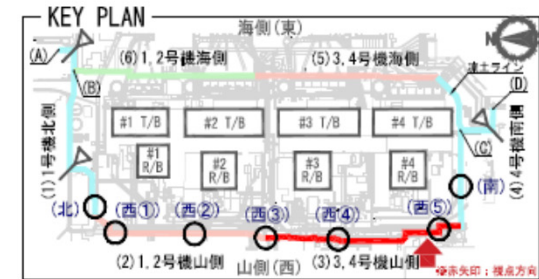 KEY PLAN
海側(東)
N
(A)
(6)1,2号機海側
(5)3,4号機海側
凍土ライン
(B)
(D)
#1 T/B
#2 T/B
#3 T/B
#4 T/B
(C)
(1)1号機北側
(4)4号機南側
#1
R/B
#2
R/B
#3
R/B
#4
R/B
(北)
(西①)
(西②)
(西③)
(西④)
(西⑤)
(南)
(2)1,2号機山側
山側(西)
(3)3,4号機山側
※赤矢印:視点方向